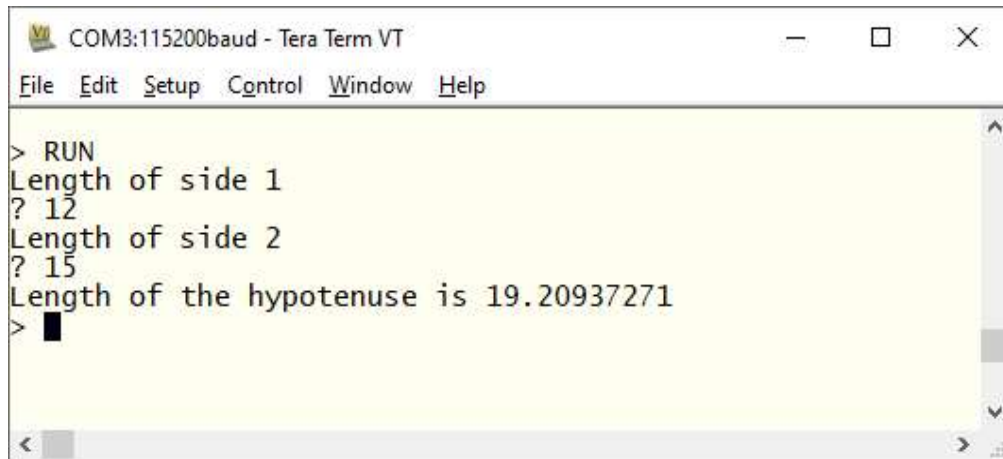 COM3:115200baud - Tera Term VT
File Edit Setup Control Window Help
> RUN
Length of side 1
? 12
Length of side 2
? 15
Length of the hypotenuse is 19.20937271
>